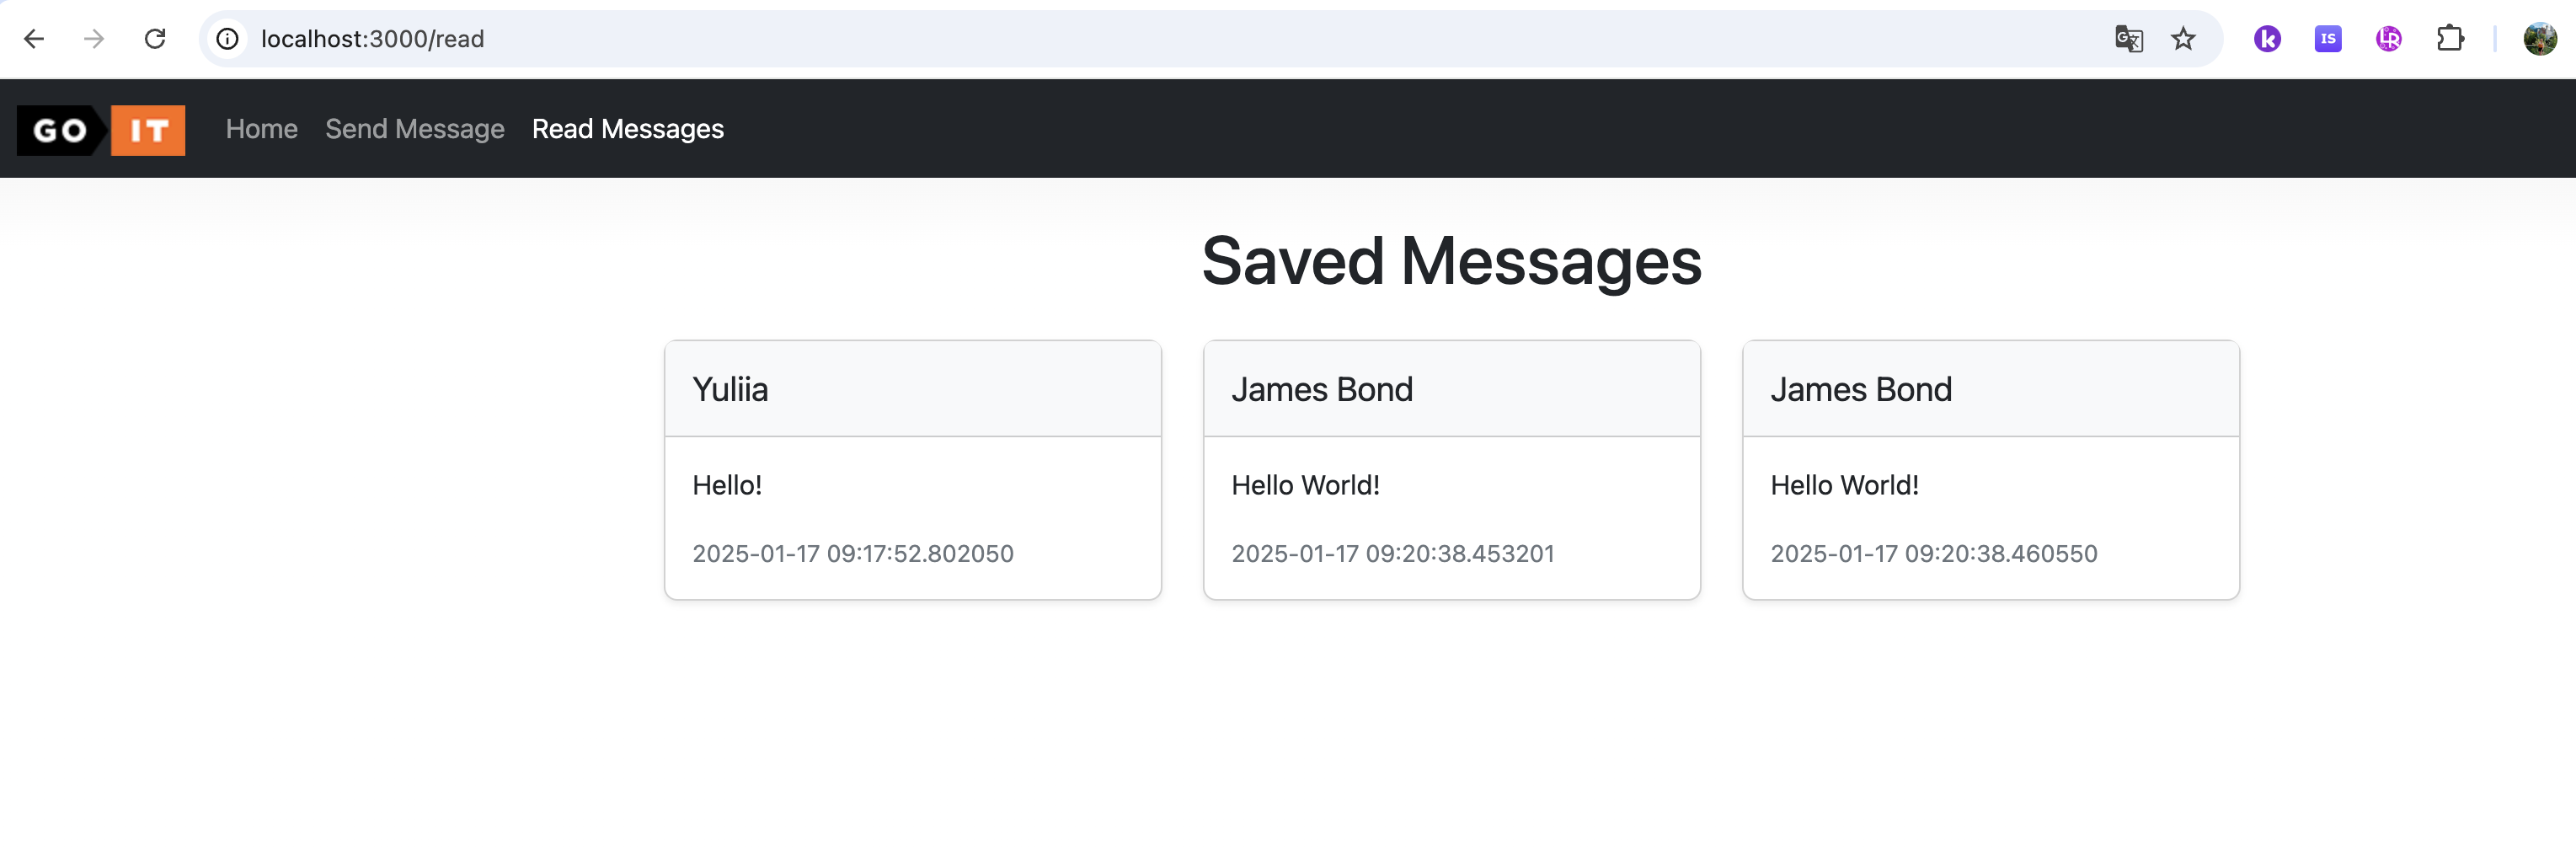 localhost:3000/read
GO IT Home Send Message Read Messages
Saved Messages
Yuliia
Hello!
2025-01-17 09:17:52.802050
James Bond
Hello World!
2025-01-17 09:20:38.453201
James Bond
Hello World!
2025-01-17 09:20:38.460550